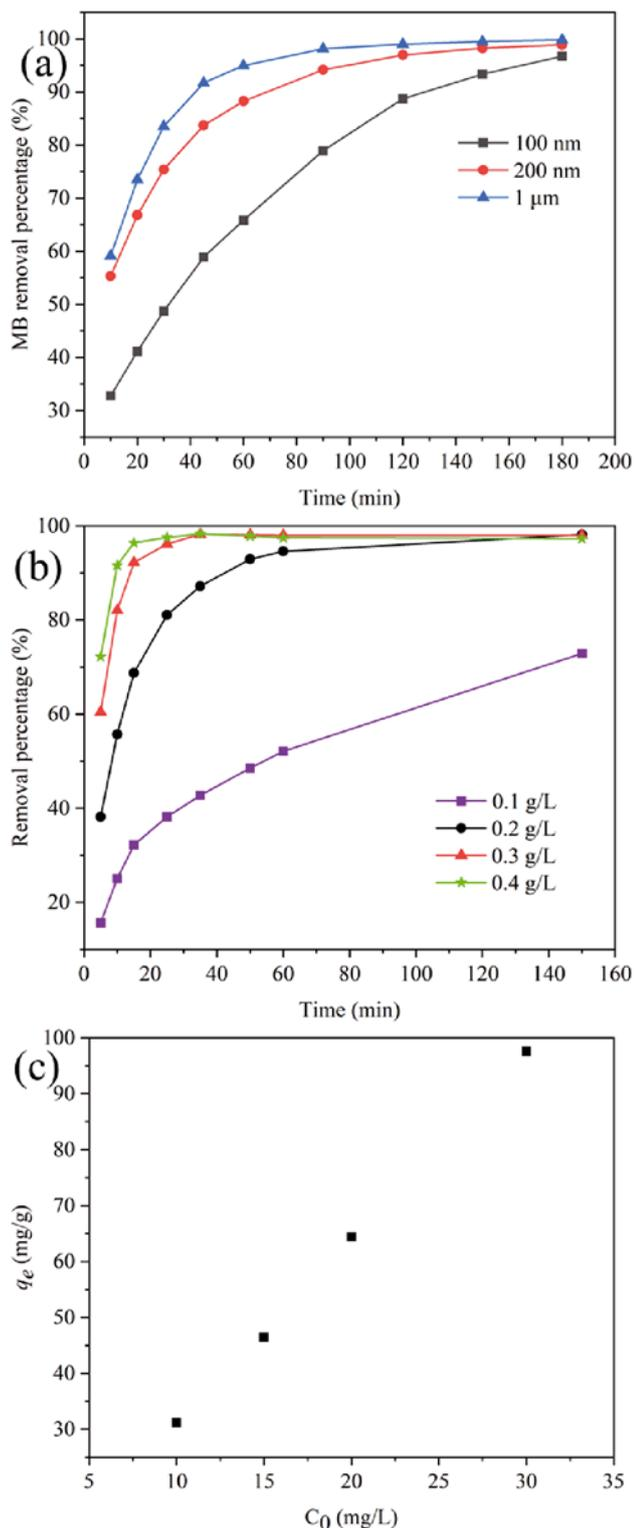 (a)
MB removal percentage (%)
100
90
80
70
60
50
40
30
100 nm
200 nm
1 μm
0 20 40 60 80 100 120 140 160 180 200
Time (min)
(b)
Removal percentage (%)
100
80
60
40
20
0.1 g/L
0.2 g/L
0.3 g/L
0.4 g/L
0 20 40 60 80 100 120 140 160
Time (min)
(c)
qe (mg/g)
100
90
80
70
60
50
40
30
5 10 15 20 25 30 35
C0 (mg/L)